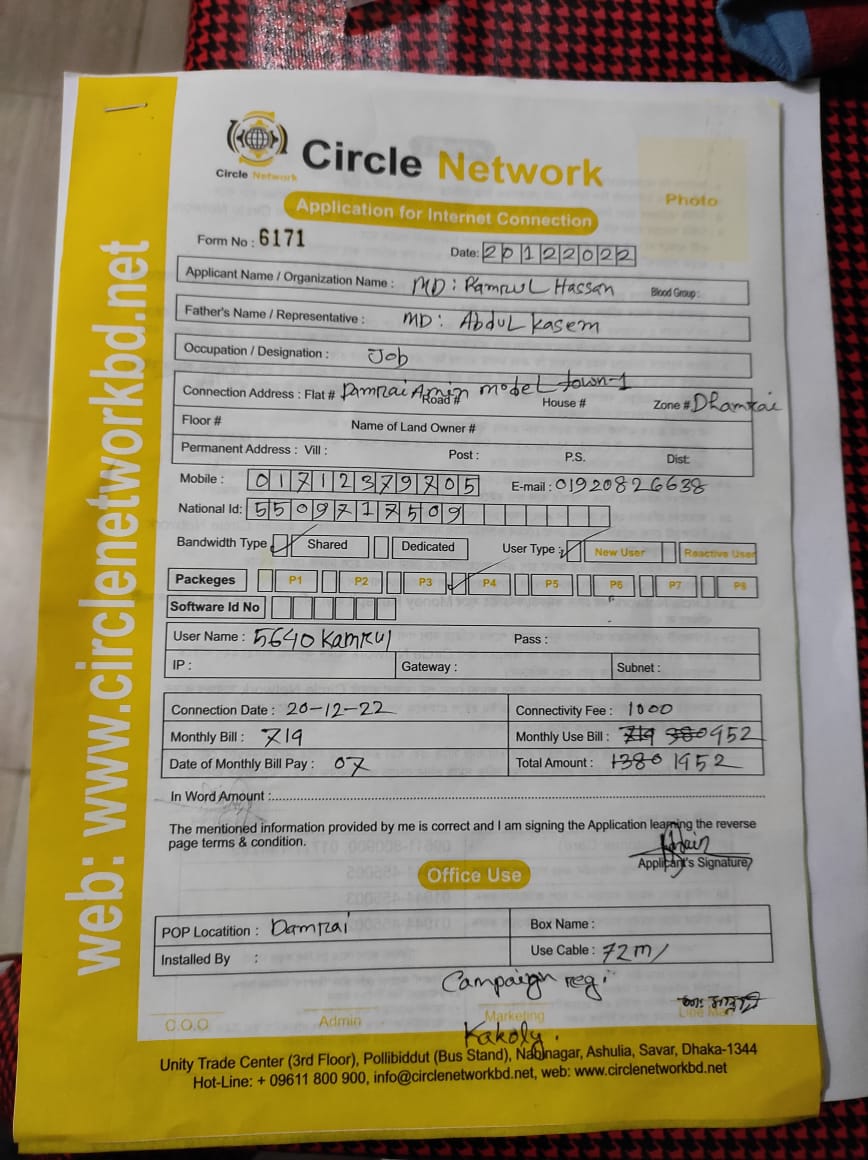 web: www.circlenetworkbd.net
Circle Network
Circle Network
Photo
Application for Internet Connection
Form No : 6171
Date: 20122022
Applicant Name / Organization Name : MD: Ramrul Hassan Blood Group :
Father's Name / Representative : MD: Abdul Kasem
Occupation / Designation : Job
Connection Address : Flat # Damrai Amin model town-1 Road # House # Zone # Dhamrai
Floor # Name of Land Owner #
Permanent Address : Vill : Post : P.S. Dist:
Mobile : 01712379705 E-mail : 01920826638
National Id: 5509717509
Bandwidth Type Shared Dedicated User Type : New User Reactive User
Packeges P1 P2 P3 P4 P5 P6 P7 P8
Software Id No
User Name : 5640 Kamrul Pass :
IP : Gateway : Subnet :
Connection Date : 20-12-22 Connectivity Fee : 1000
Monthly Bill : 719 Monthly Use Bill : 719 380 952
Date of Monthly Bill Pay : 07 Total Amount : 1380 1952
In Word Amount :
The mentioned information provided by me is correct and I am signing the Application learning the reverse
page terms & condition.
Applicant's Signature
Office Use
POP Locatition : Damrai Box Name :
Installed By : Use Cable : 72m/
Campaign reg:
C.O.O Admin Marketing Line Man
Kakoly.
Unity Trade Center (3rd Floor), Pollibiddut (Bus Stand), Nabinagar, Ashulia, Savar, Dhaka-1344
Hot-Line: + 09611 800 900, info@circlenetworkbd.net, web: www.circlenetworkbd.net